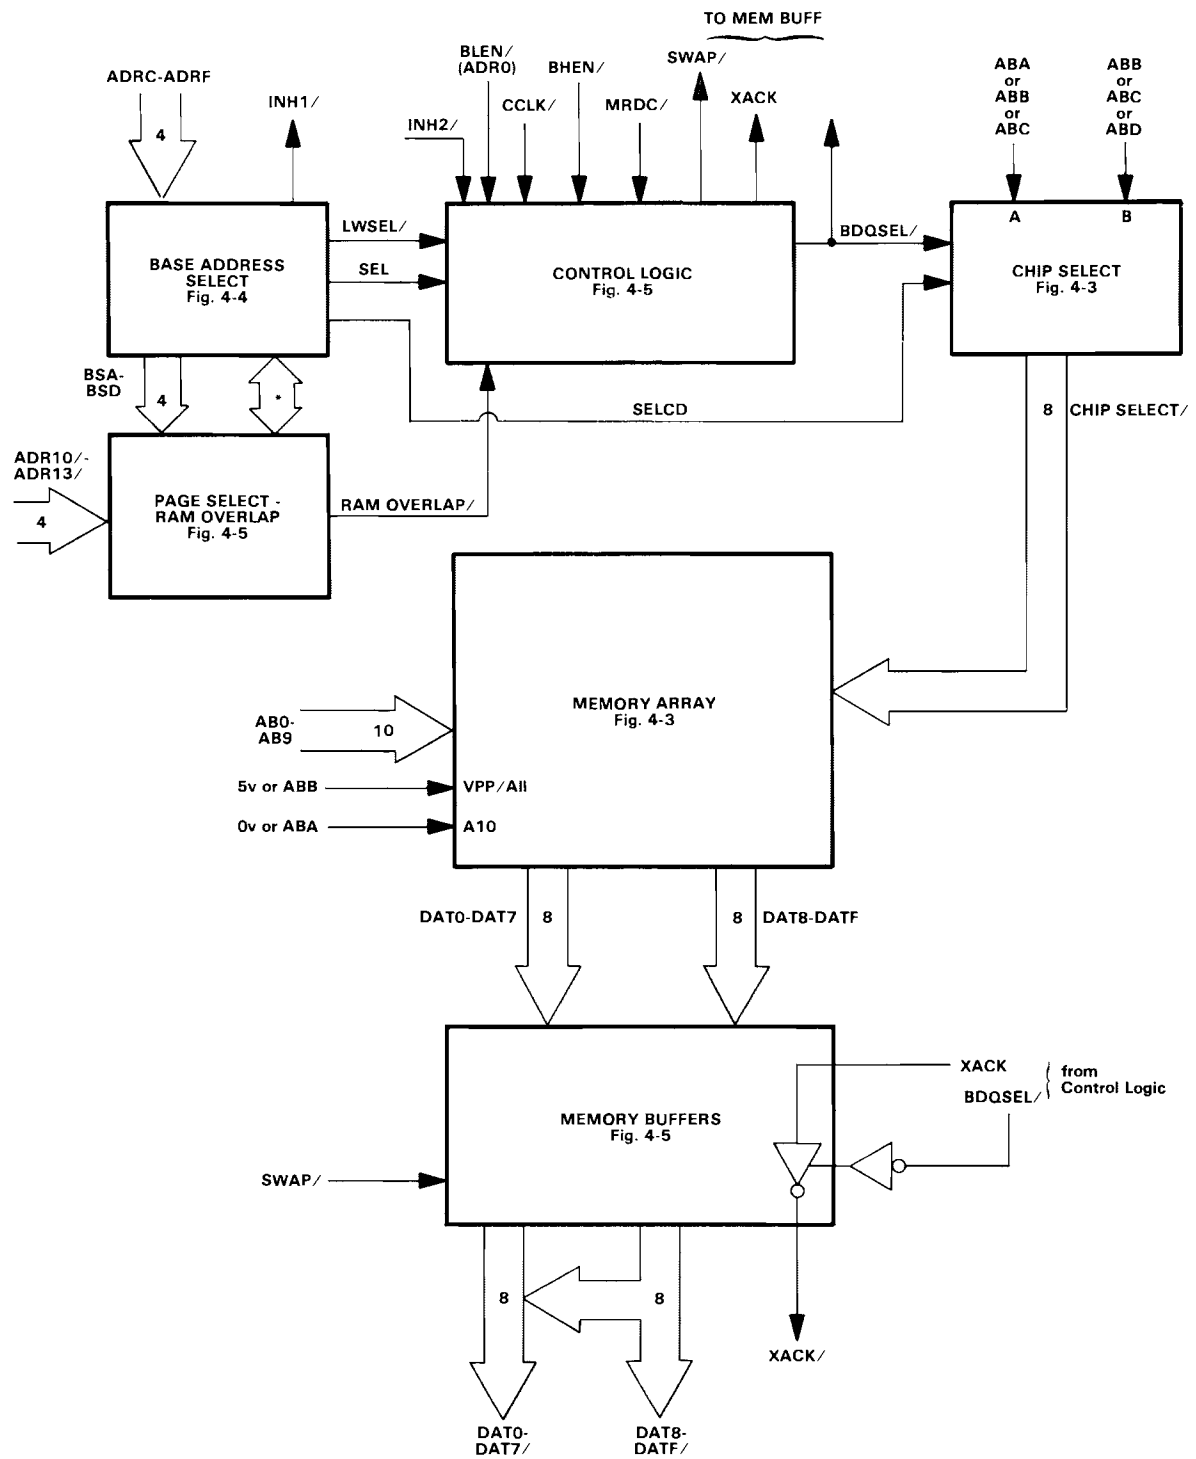 TO MEM BUFF
ADRC-ADRF
4
INH1/
INH2/
BLEN/
(ADR0)
CCLK/
BHEN/
MRDC/
SWAP/
XACK
ABA
or
ABB
or
ABC
ABB
or
ABC
or
ABD
BASE ADDRESS
SELECT
Fig. 4-4
LWSEL/
SEL
CONTROL LOGIC
Fig. 4-5
BDQSEL/
A
B
CHIP SELECT
Fig. 4-3
BSA-
BSD
4
*
SELCD
8
CHIP SELECT/
ADR10/-
ADR13/
4
PAGE SELECT -
RAM OVERLAP
Fig. 4-5
RAM OVERLAP/
MEMORY ARRAY
Fig. 4-3
AB0-
AB9
10
5v or ABB
VPP/AII
0v or ABA
A10
DAT0-DAT7
8
8
DAT8-DATF
MEMORY BUFFERS
Fig. 4-5
XACK
BDQSEL/
from
Control Logic
SWAP/
8
8
XACK/
DAT0-
DAT7/
DAT8-
DATF/